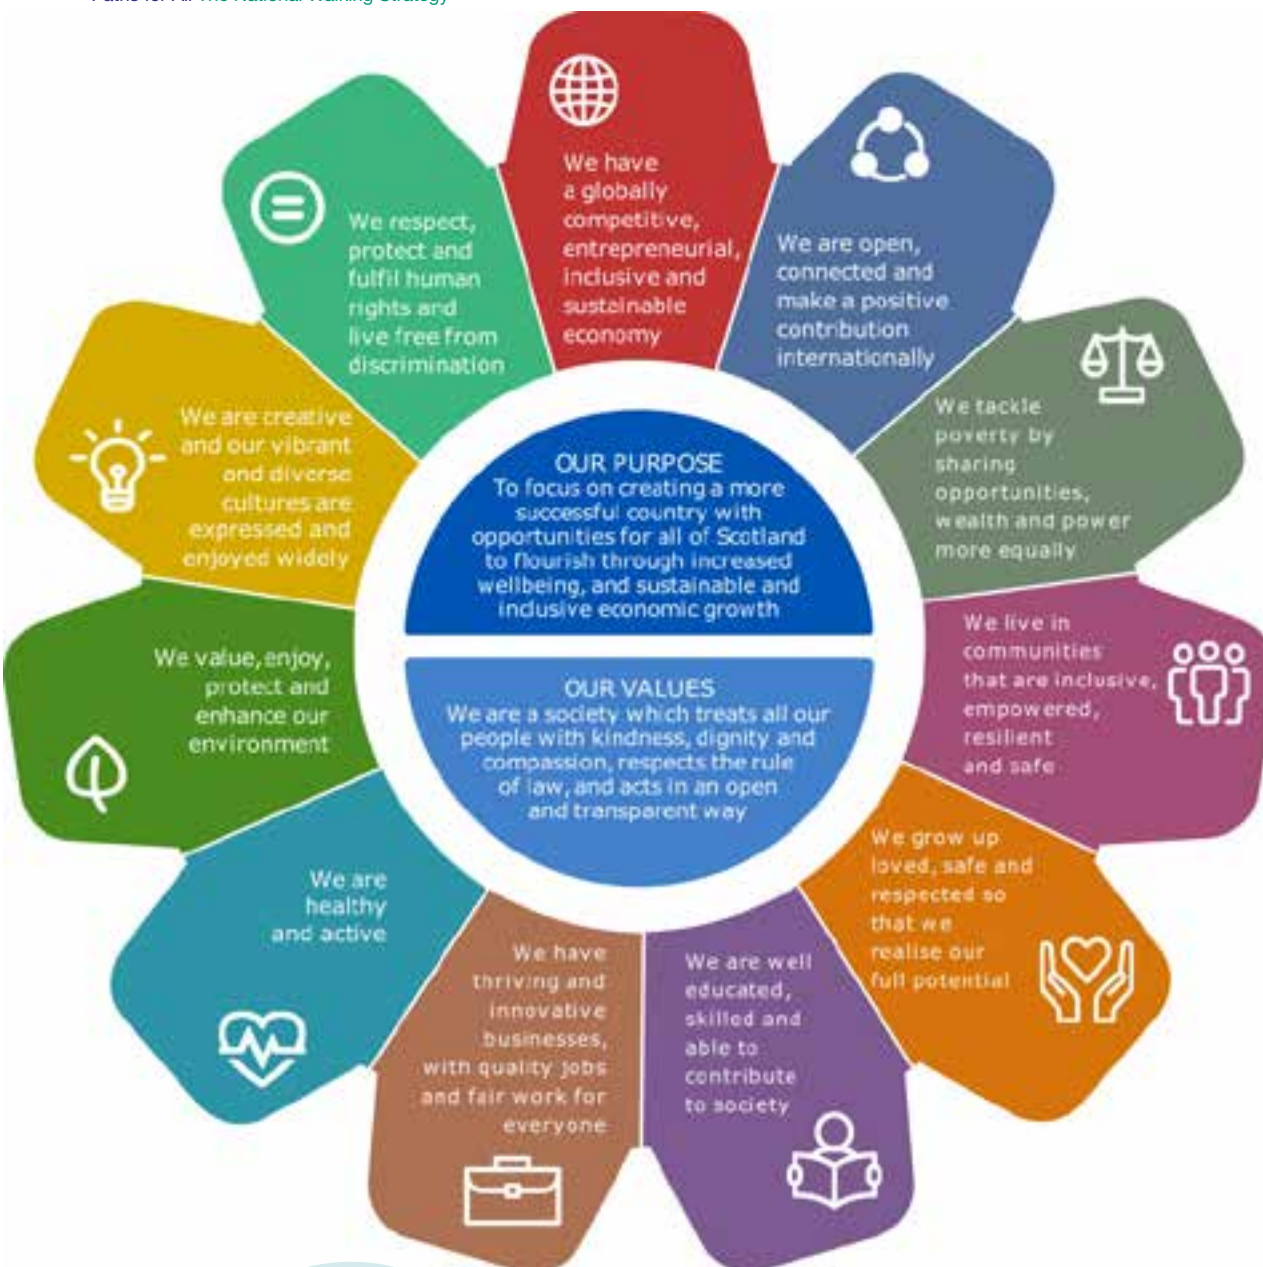 Paths for All The National Walking Strategy
We have
a globally
competitive,
entrepreneurial,
inclusive and
sustainable
economy
We are open,
connected and
make a positive
contribution
internationally
We tackle
poverty by
sharing
opportunities,
wealth and power
more equally
We live in
communities
that are inclusive,
empowered,
resilient
and safe
We grow up
loved, safe and
respected so
that we
realise our
full potential
We are well
educated,
skilled and
able to
contribute
to society
We have
thriving and
innovative
businesses,
with quality jobs
and fair work for
everyone
We are
healthy
and active
We value, enjoy,
protect and
enhance our
environment
We are creative
and our vibrant
and diverse
cultures are
expressed and
enjoyed widely
We respect,
protect and
fulfil human
rights and
live free from
discrimination
OUR PURPOSE
To focus on creating a more
successful country with
opportunities for all of Scotland
to flourish through increased
wellbeing, and sustainable and
inclusive economic growth
OUR VALUES
We are a society which treats all our
people with kindness, dignity and
compassion, respects the rule
of law, and acts in an open
and transparent way